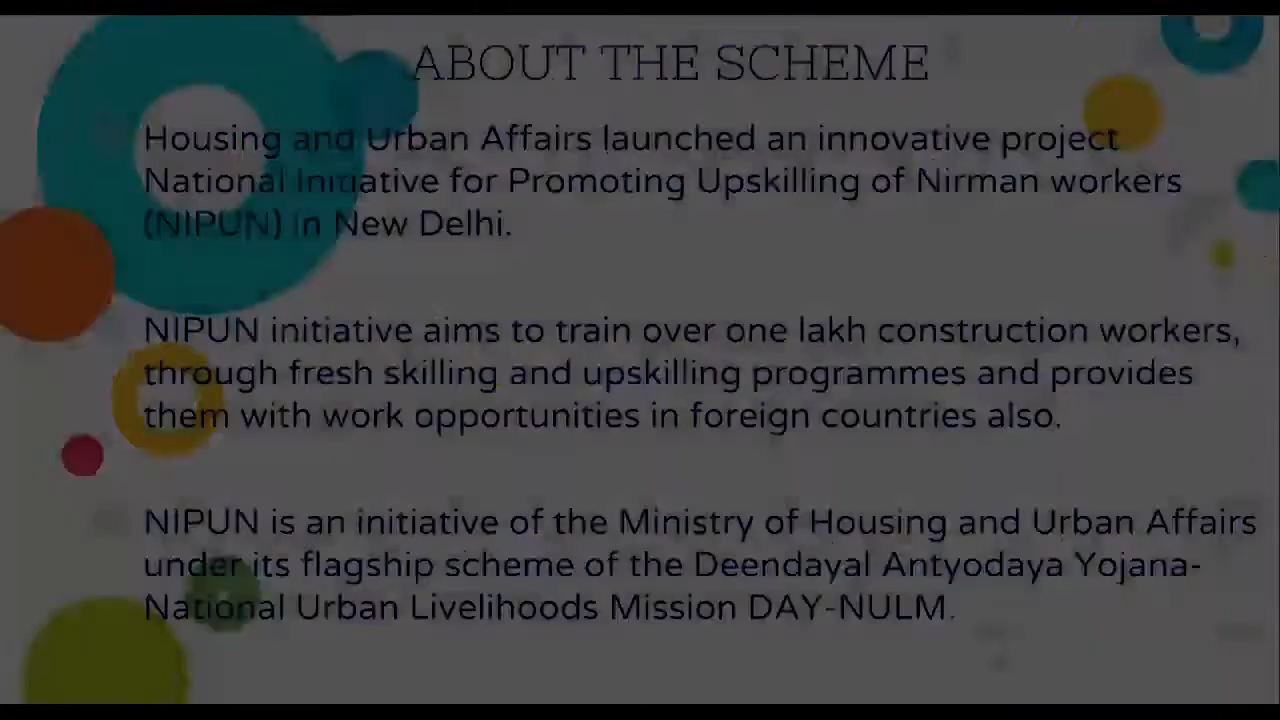 ABOUT THE SCHEME
Housing and Urban Affairs launched an innovative project
National Initiative for Promoting Upskilling of Nirman workers
(NIPUN) in New Delhi.
NIPUN initiative aims to train over one lakh construction workers,
through fresh skilling and upskilling programmes and provides
them with work opportunities in foreign countries also.
NIPUN is an initiative of the Ministry of Housing and Urban Affairs
under its flagship scheme of the Deendayal Antyodaya Yojana-
National Urban Livelihoods Mission DAY-NULM.